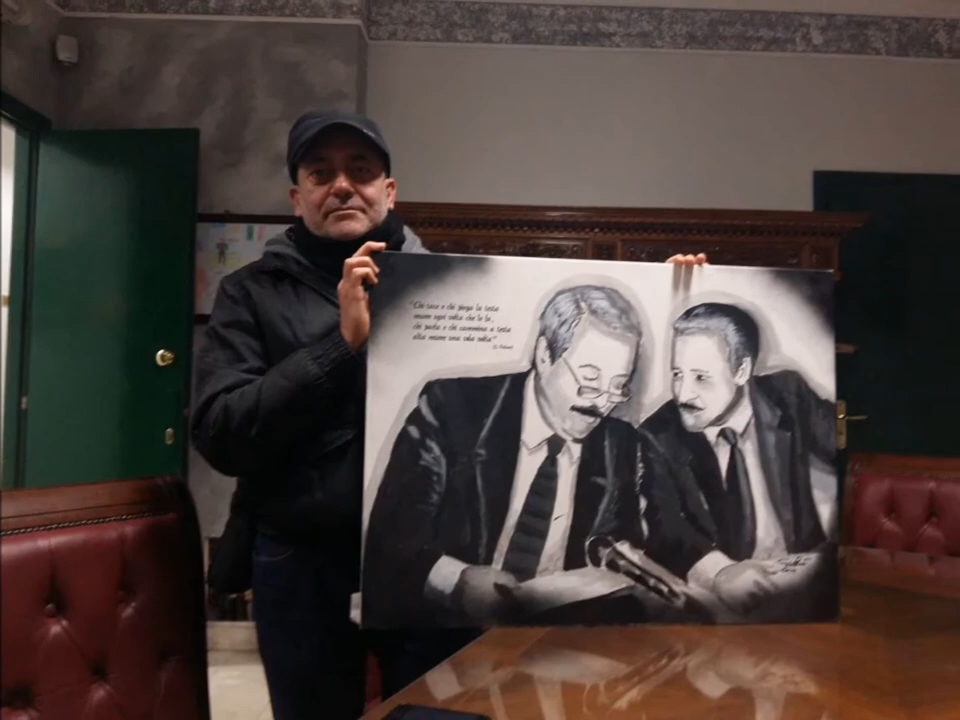 "Chi tace e chi piega la testa
muore ogni volta che lo fa,
chi parla e chi cammina a testa
alta muore una sola volta"